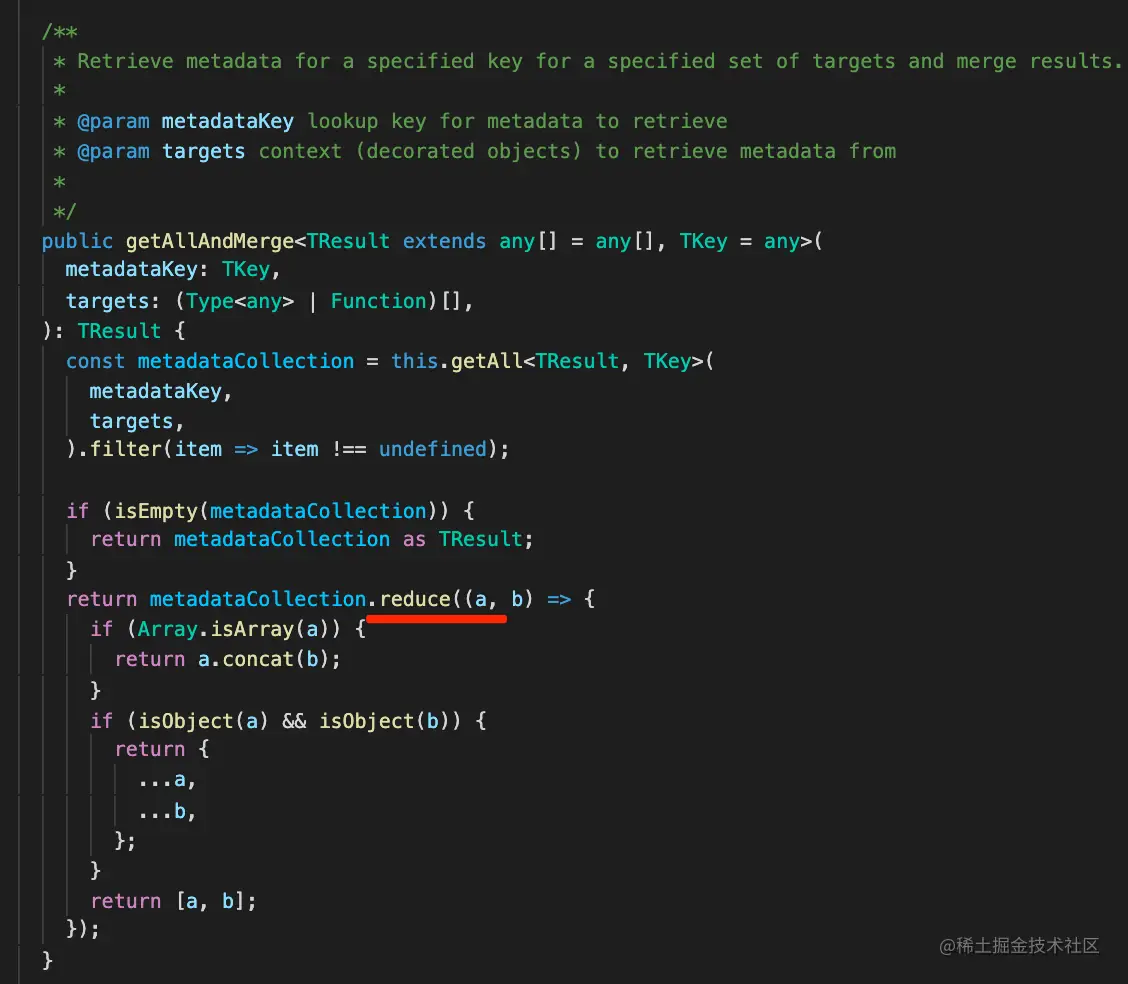 /**
* Retrieve metadata for a specified key for a specified set of targets and merge results.
*
* @param metadataKey lookup key for metadata to retrieve
* @param targets context (decorated objects) to retrieve metadata from
*
*/
public getAllAndMerge<TResult extends any[] = any[], TKey = any>(
metadataKey: TKey,
targets: (Type<any> | Function)[],
): TResult {
const metadataCollection = this.getAll<TResult, TKey>(
metadataKey,
targets,
).filter(item => item !== undefined);
if (isEmpty(metadataCollection)) {
return metadataCollection as TResult;
}
return metadataCollection.reduce((a, b) => {
if (Array.isArray(a)) {
return a.concat(b);
}
if (isObject(a) && isObject(b)) {
return {
...a,
...b,
};
}
return [a, b];
});
}
@稀土掘金技术社区